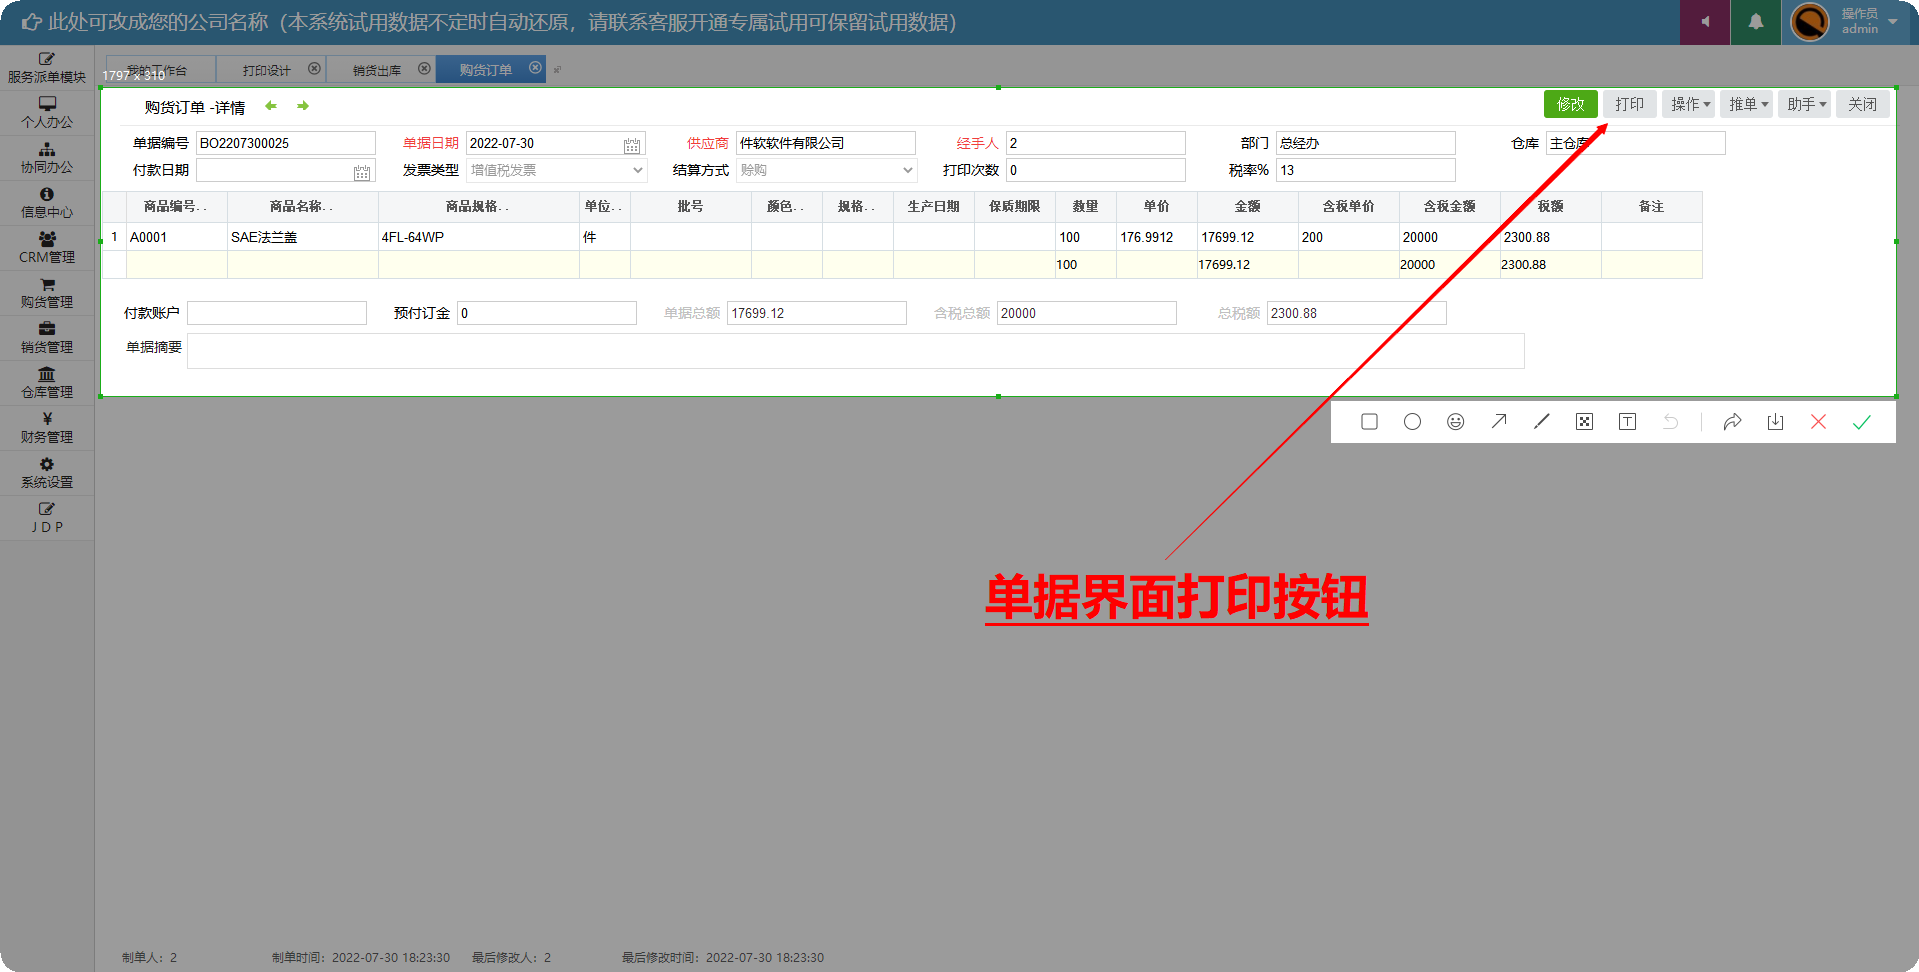 此处可改成您的公司名称（本系统试用数据不定时自动还原，请联系客服开通专属试用可保留试用数据）
操作员
admin
服务派单模块
个人办公
协同办公
信息中心
CRM管理
购货管理
销货管理
仓库管理
财务管理
系统设置
J D P
我的工作台 打印设计 销货出库 购货订单
1797 x 310
购货订单 -详情
修改 打印 操作 推单 助手 关闭
单据编号 BO2207300025 单据日期 2022-07-30 供应商 件软软件有限公司 经手人 2 部门 总经办 仓库 主仓库
付款日期 发票类型 增值税发票 结算方式 赊购 打印次数 0 税率% 13
商品编号.. 商品名称.. 商品规格.. 单位.. 批号 颜色.. 规格.. 生产日期 保质期限 数量 单价 金额 含税单价 含税金额 税额 备注
1 A0001 SAE法兰盖 4FL-64WP 件 100 176.9912 17699.12 200 20000 2300.88
100 17699.12 20000 2300.88
付款账户 预付订金 0 单据总额 17699.12 含税总额 20000 总税额 2300.88
单据摘要
单据界面打印按钮
制单人：2 制单时间：2022-07-30 18:23:30 最后修改人：2 最后修改时间：2022-07-30 18:23:30